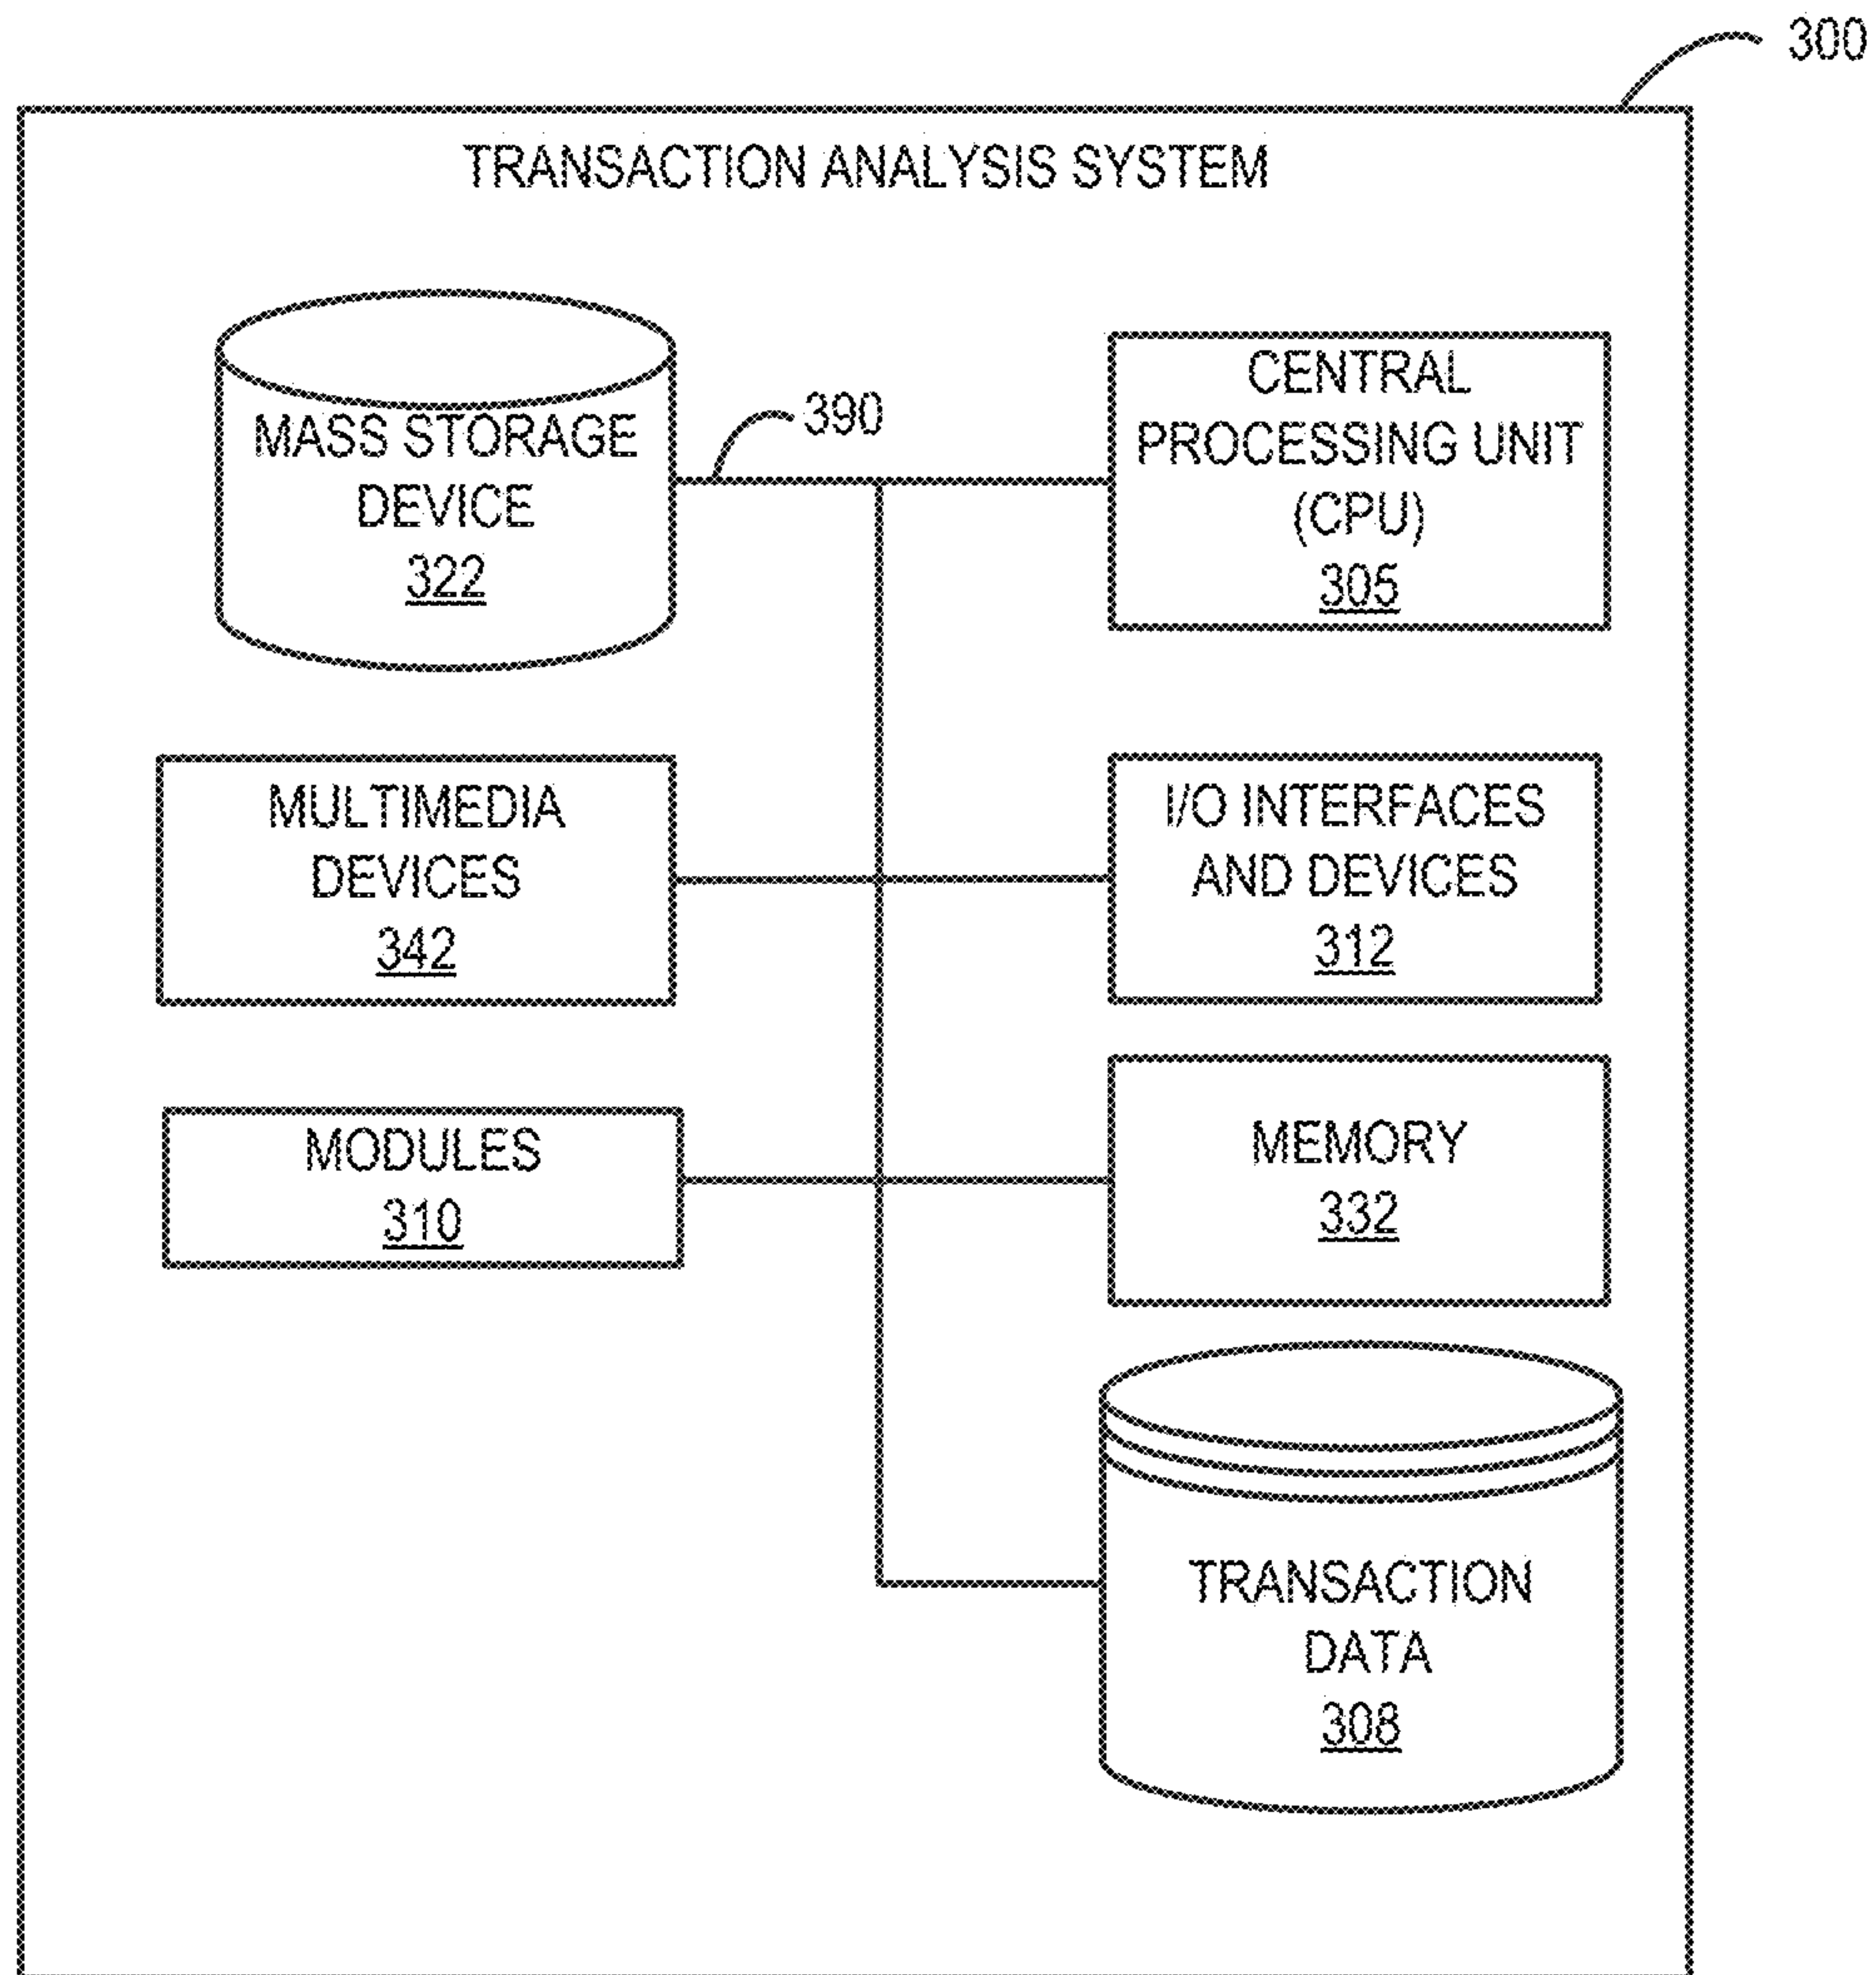 300
TRANSACTION ANALYSIS SYSTEM
MASS STORAGE
DEVICE
322
390
CENTRAL
PROCESSING UNIT
(CPU)
305
MULTIMEDIA
DEVICES
342
I/O INTERFACES
AND DEVICES
312
MODULES
310
MEMORY
332
TRANSACTION
DATA
308